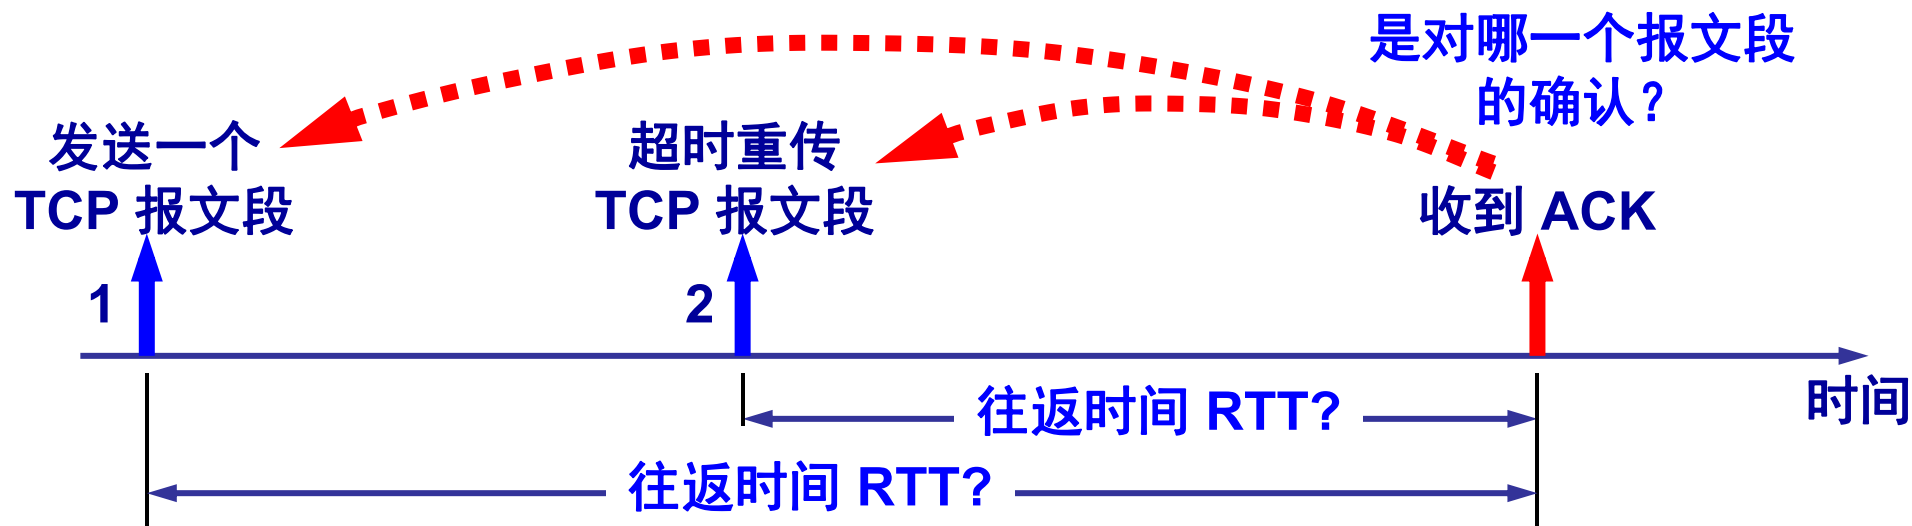 是对哪一个报文段
的确认？
发送一个
TCP 报文段
超时重传
TCP 报文段
收到 ACK
1
2
时间
往返时间 RTT?
往返时间 RTT?